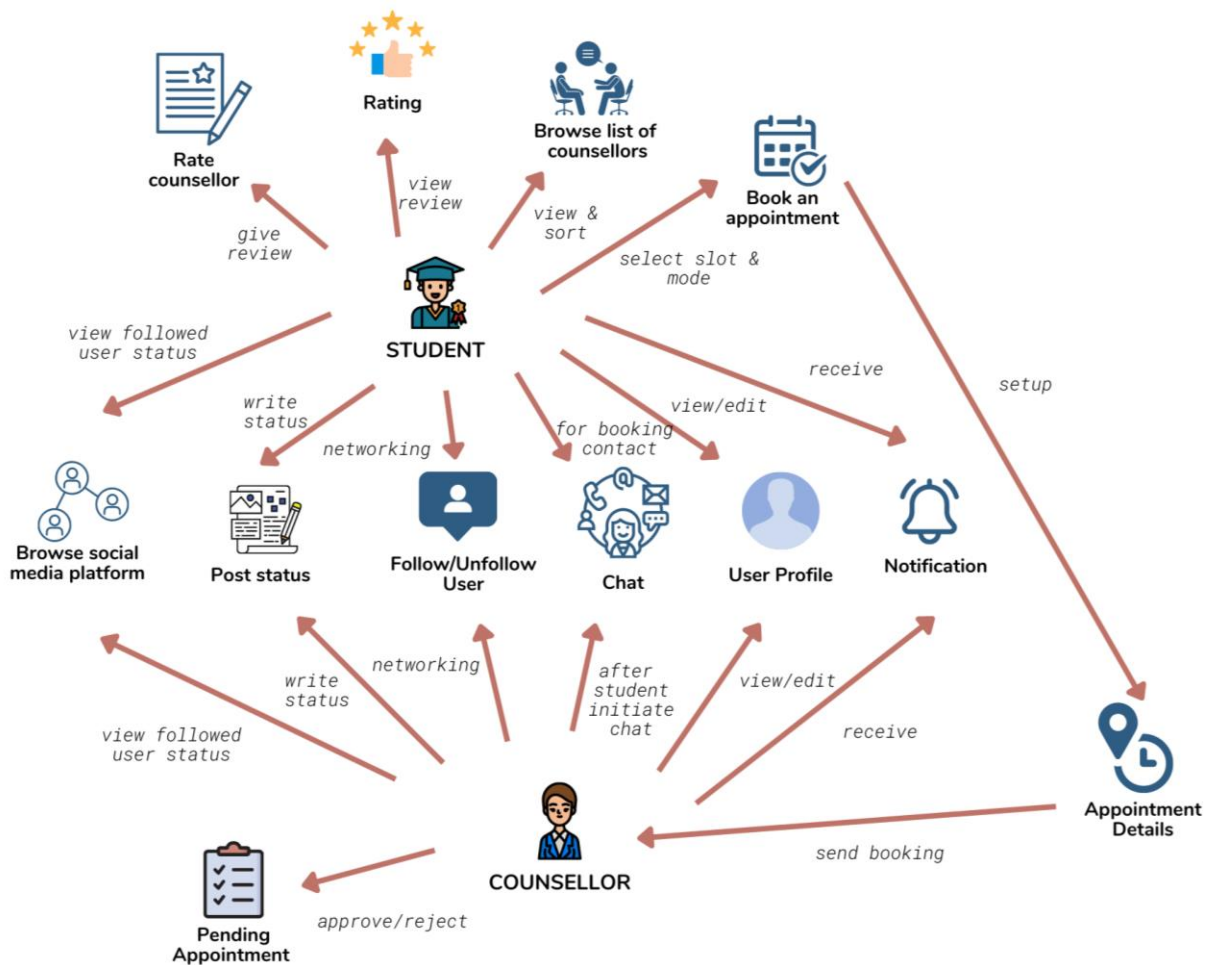 Rating
Rate
counsellor
Browse list of
counsellors
Book an
appointment
view
review
give
review
view &
sort
select slot &
mode
STUDENT
view followed
user status
write
status
networking
for booking
contact
view/edit
receive
setup
Browse social
media platform
Post status
Follow/Unfollow
User
Chat
User Profile
Notification
view followed
user status
write
status
networking
after
student
initiate
chat
view/edit
receive
Appointment
Details
send booking
COUNSELLOR
approve/reject
Pending
Appointment